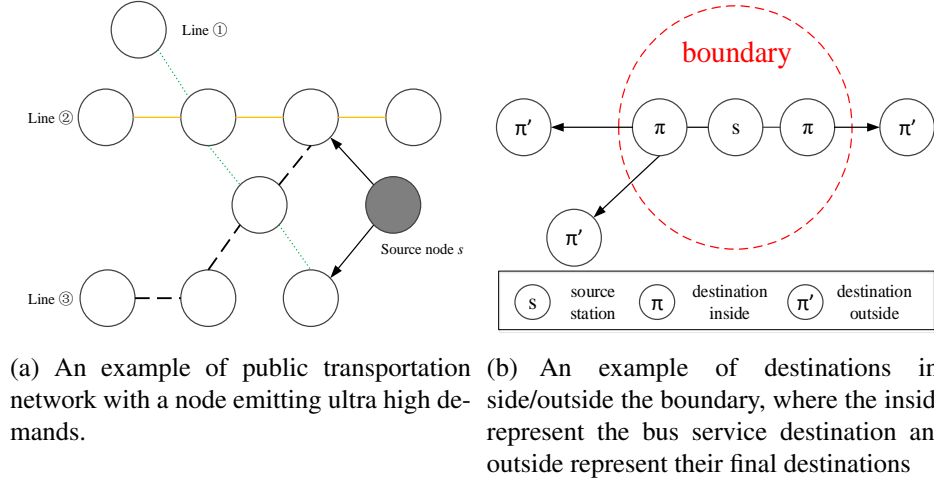 Line ①
Line ②
Source node s
Line ③
boundary
π'
π
s
π
π'
π'
s
source
station
π
destination
inside
π'
destination
outside
(a) An example of public transportation
network with a node emitting ultra high de-
mands.
(b) An example of destinations in
side/outside the boundary, where the insid
represent the bus service destination an
outside represent their final destinations